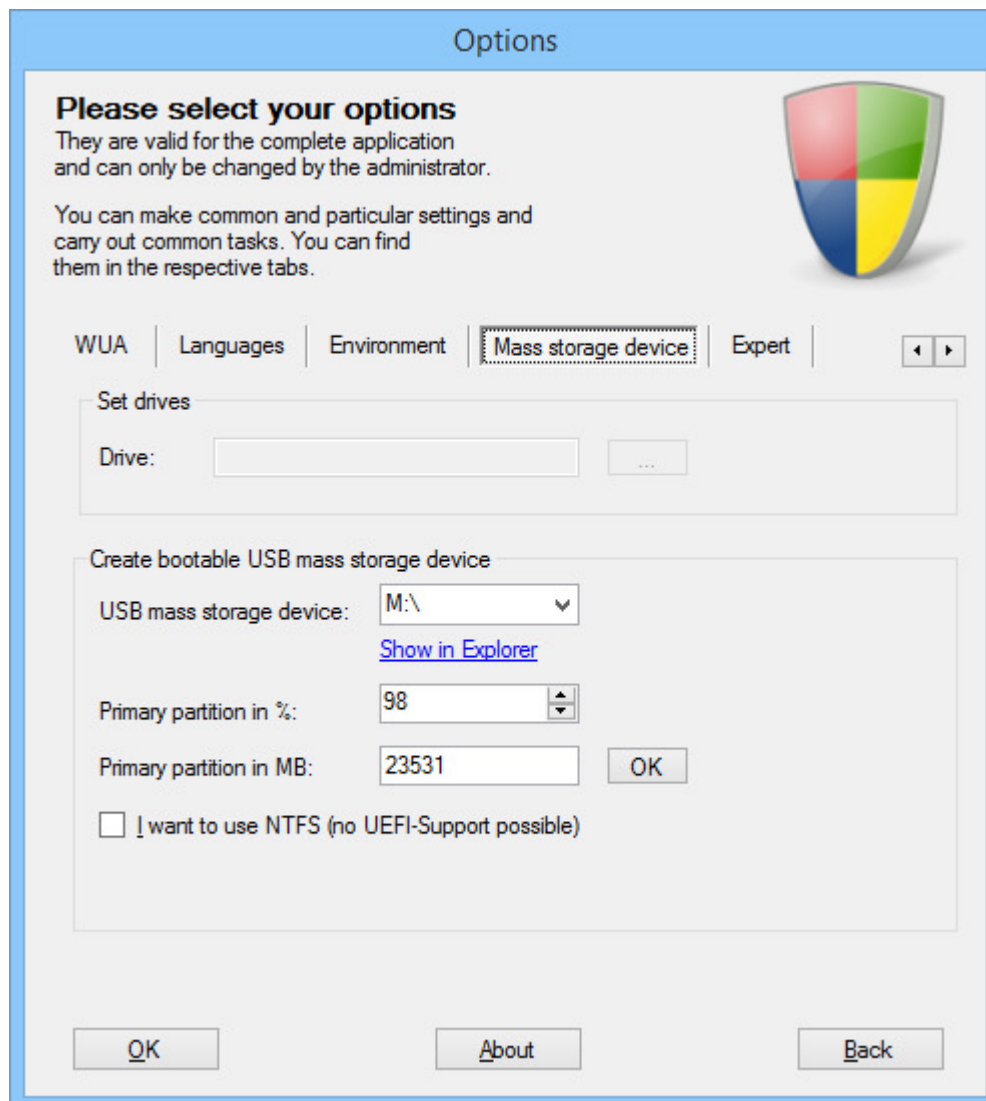 Options
Please select your options
They are valid for the complete application
and can only be changed by the administrator.
You can make common and particular settings and
carry out common tasks. You can find
them in the respective tabs.
WUA Languages Environment Mass storage device Expert
Set drives
Drive: ...
Create bootable USB mass storage device
USB mass storage device: M:\
Show in Explorer
Primary partition in %: 98
Primary partition in MB: 23531 OK
I want to use NTFS (no UEFI-Support possible)
OK About Back